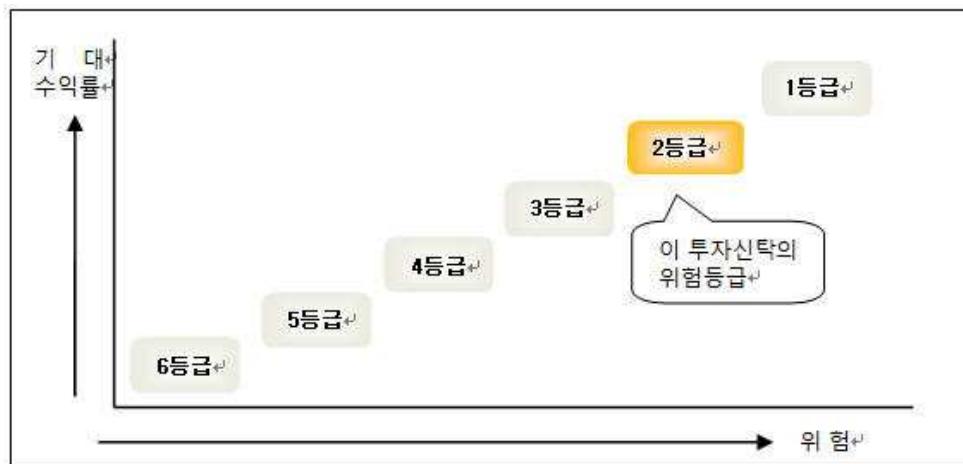 기 대
수익률
1등급
2등급
3등급
이 투자신탁의
위험등급
4등급
5등급
6등급
위 험